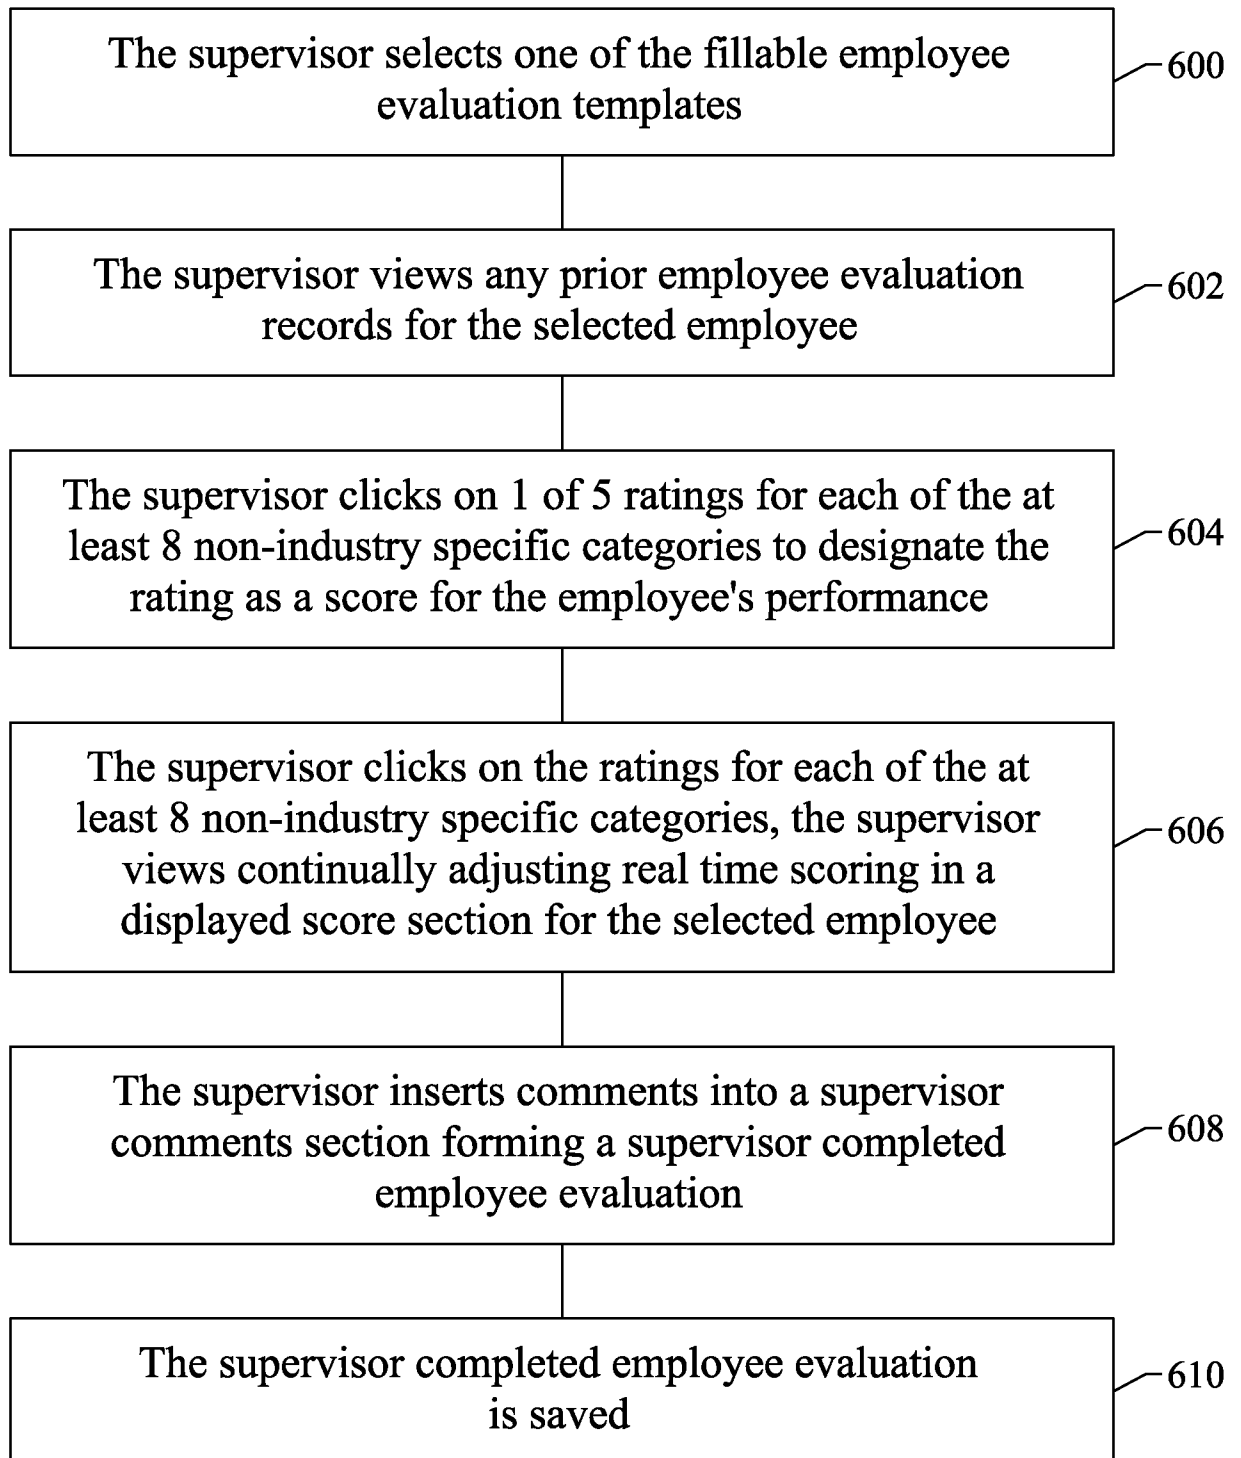 The supervisor selects one of the fillable employee
evaluation templates
600
The supervisor views any prior employee evaluation
records for the selected employee
602
The supervisor clicks on 1 of 5 ratings for each of the at
least 8 non-industry specific categories to designate the
rating as a score for the employee's performance
604
The supervisor clicks on the ratings for each of the at
least 8 non-industry specific categories, the supervisor
views continually adjusting real time scoring in a
displayed score section for the selected employee
606
The supervisor inserts comments into a supervisor
comments section forming a supervisor completed
employee evaluation
608
The supervisor completed employee evaluation
is saved
610